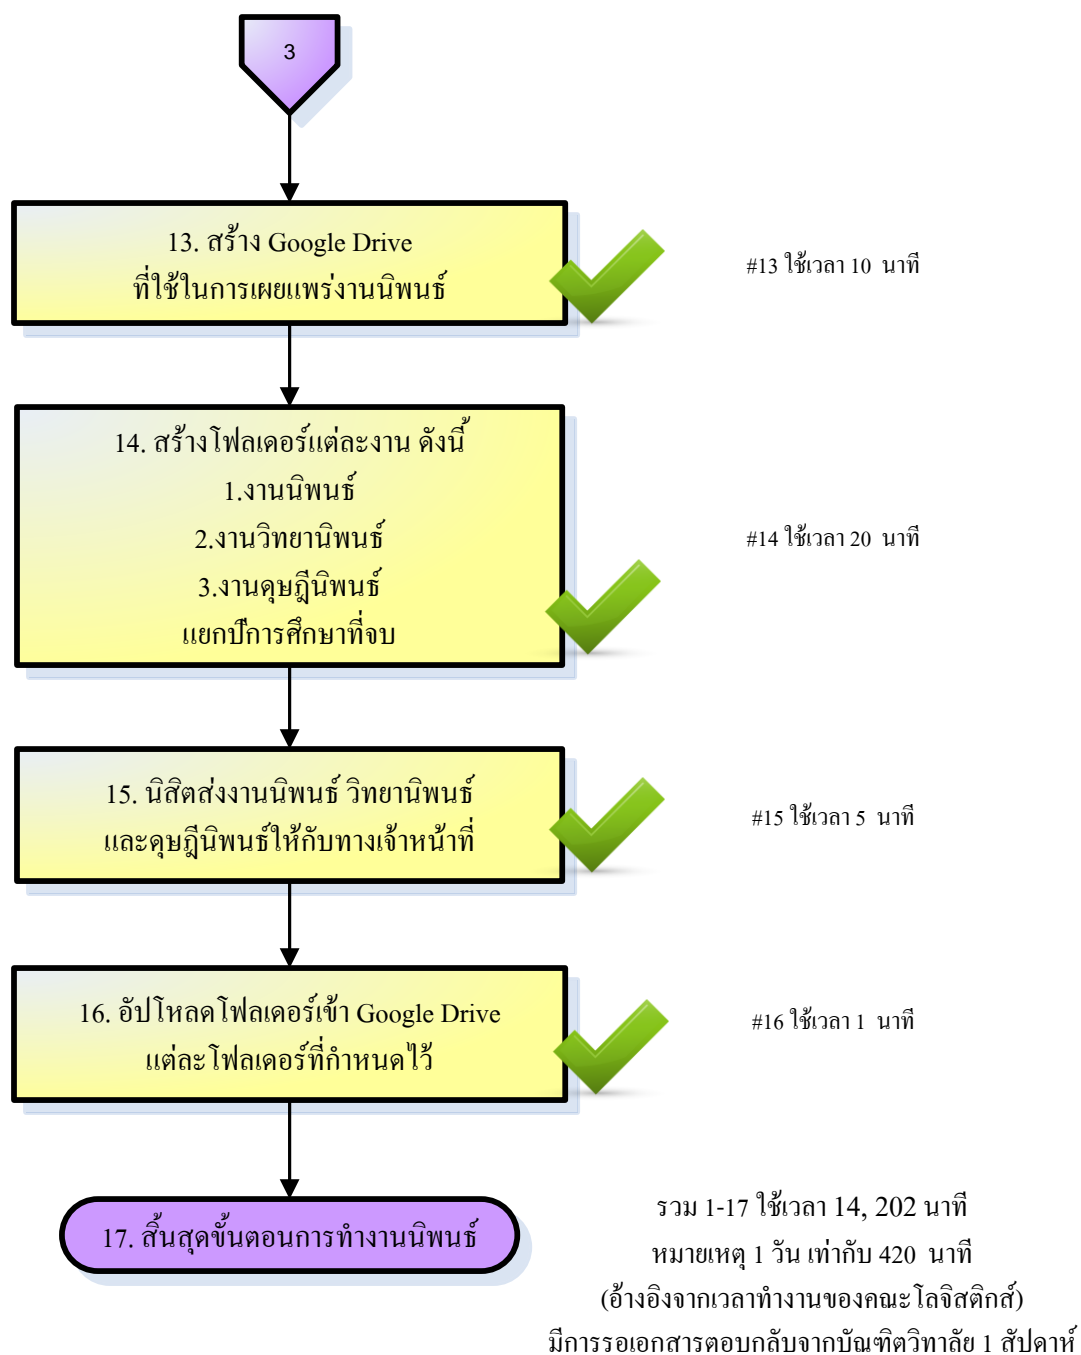 3
13. สร้าง Google Drive
ที่ใช้ในการเผยแพร่งานนิพนธ์
#13 ใช้เวลา 10 นาที
14. สร้างโฟลเดอร์แต่ละงาน ดังนี้
1.งานนิพนธ์
2.งานวิทยานิพนธ์
3.งานดุษฎีนิพนธ์
แยกปีการศึกษาที่จบ
#14 ใช้เวลา 20 นาที
15. นิสิตส่งงานนิพนธ์ วิทยานิพนธ์
และดุษฎีนิพนธ์ให้กับทางเจ้าหน้าที่
#15 ใช้เวลา 5 นาที
16. อัปโหลดโฟลเดอร์เข้า Google Drive
แต่ละโฟลเดอร์ที่กำหนดไว้
#16 ใช้เวลา 1 นาที
17. สิ้นสุดขั้นตอนการทำงานนิพนธ์
รวม 1-17 ใช้เวลา 14, 202 นาที
หมายเหตุ 1 วัน เท่ากับ 420 นาที
(อ้างอิงจากเวลาทำงานของคณะโลจิสติกส์)
มีการรอเอกสารตอบกลับจากบัณฑิตวิทาลัย 1 สัปดาห์